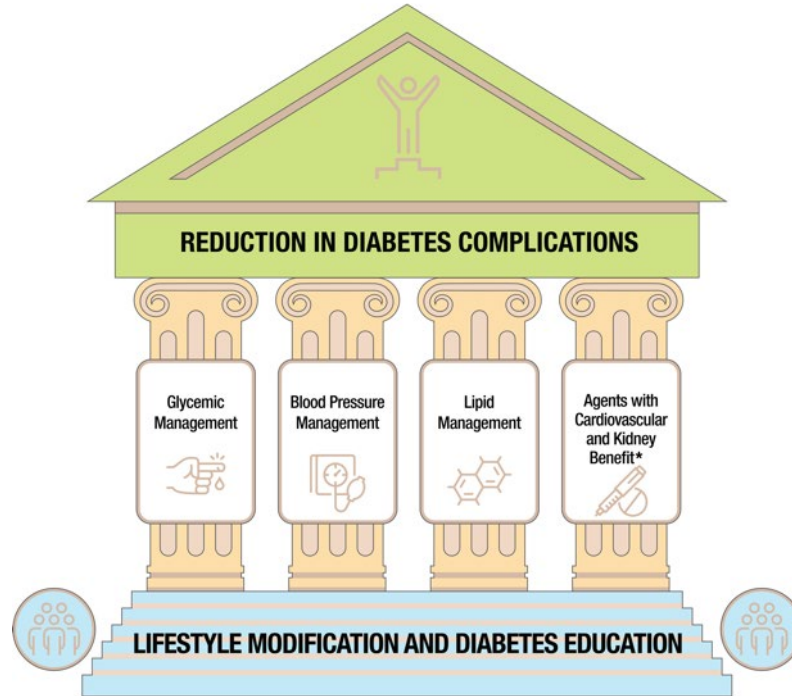 REDUCTION IN DIABETES COMPLICATIONS
Glycemic
Management
Blood Pressure
Management
Lipid
Management
Agents with
Cardiovascular
and Kidney
Benefit*
LIFESTYLE MODIFICATION AND DIABETES EDUCATION